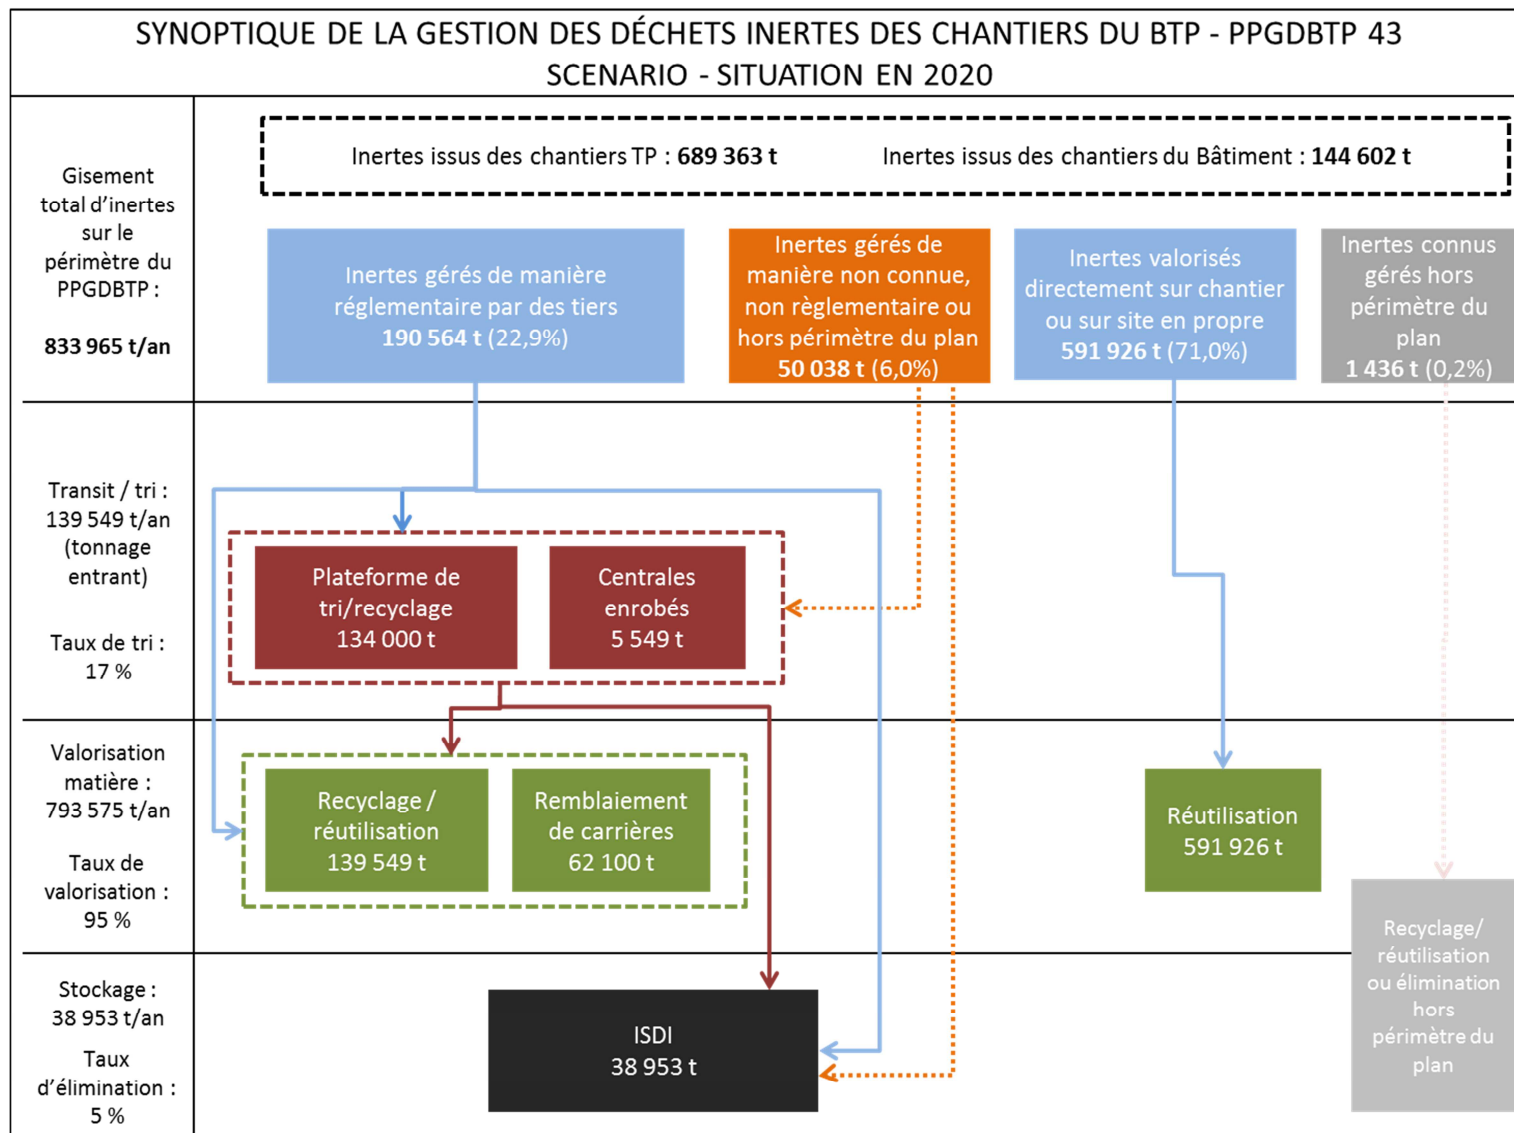 SYNOPTIQUE DE LA GESTION DES DÉCHETS INERTES DES CHANTIERS DU BTP - PPGDBTP 43
SCENARIO - SITUATION EN 2020
Gisement
total d’inertes
sur le
périmètre du
PPGDBTP :
833 965 t/an
Inertes issus des chantiers TP : 689 363 t
Inertes issus des chantiers du Bâtiment : 144 602 t
Inertes gérés de manière
réglementaire par des tiers
190 564 t (22,9%)
Inertes gérés de
manière non connue,
non règlementaire ou
hors périmètre du plan
50 038 t (6,0%)
Inertes valorisés
directement sur chantier
ou sur site en propre
591 926 t (71,0%)
Inertes connus
gérés hors
périmètre du
plan
1 436 t (0,2%)
Transit / tri :
139 549 t/an
(tonnage
entrant)
Taux de tri :
17 %
Plateforme de
tri/recyclage
134 000 t
Centrales
enrobés
5 549 t
Valorisation
matière :
793 575 t/an
Taux de
valorisation :
95 %
Recyclage /
réutilisation
139 549 t
Remblaiement
de carrières
62 100 t
Réutilisation
591 926 t
Recyclage/
réutilisation
ou élimination
hors
périmètre du
plan
Stockage :
38 953 t/an
Taux
d’élimination :
5 %
ISDI
38 953 t